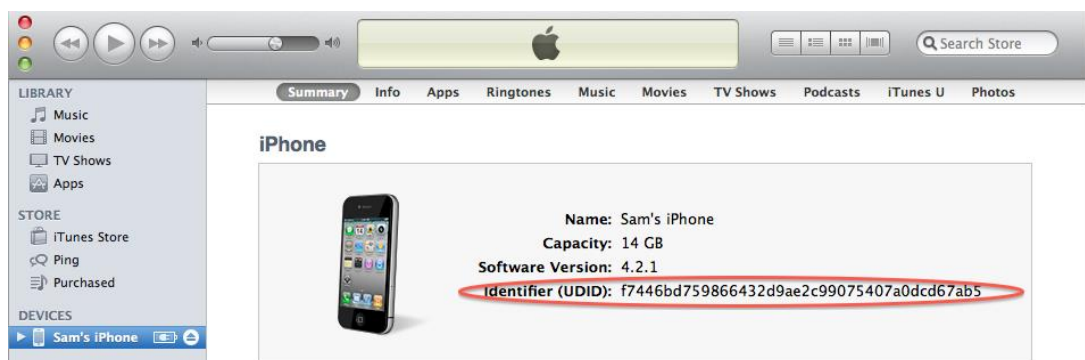 Search Store
LIBRARY
Music
Movies
TV Shows
Apps
STORE
iTunes Store
Ping
Purchased
DEVICES
Sam's iPhone
Summary Info Apps Ringtones Music Movies TV Shows Podcasts iTunes U Photos
iPhone
Name: Sam's iPhone
Capacity: 14 GB
Software Version: 4.2.1
Identifier (UDID): f7446bd759866432d9ae2c99075407a0dcd67ab5